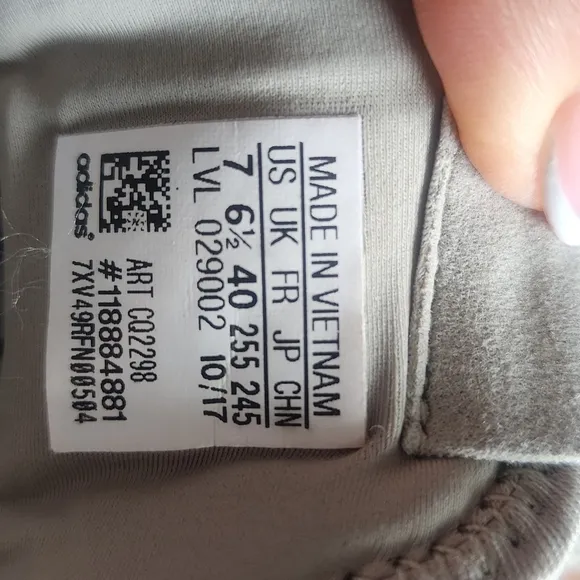 MADE IN VIETNAM
US UK FR JP CHN
7 6½ 40 255 245
LVL 029002 10/17
adidas
ART CQ2298
#118884881
7XV49RFN00504